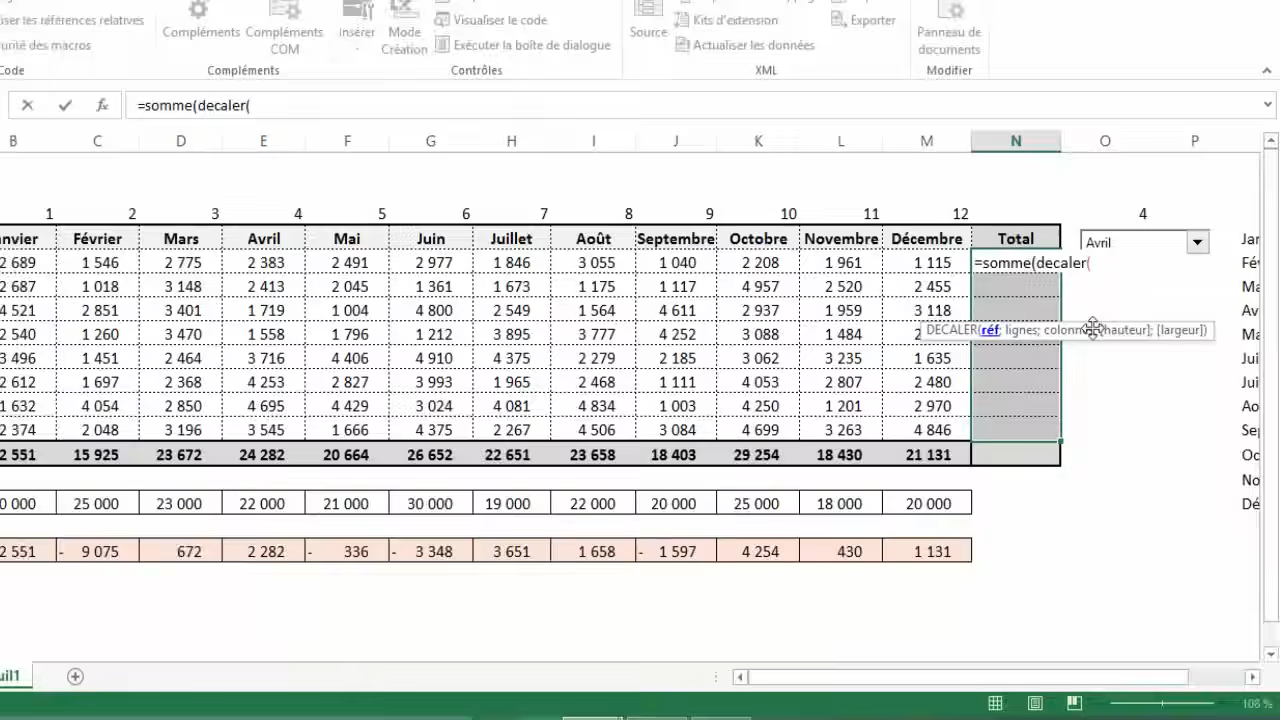 iser les références relatives
Compléments
Compléments COM
Insérer
Mode Création
Visualiser le code
Exécuter la boîte de dialogue
Source
Kits d'extension
Actualiser les données
Exporter
Panneau de documents
urité des macros
Code
Compléments
Contrôles
XML
Modifier
fx =somme(decaler(
B C D E F G H I J K L M N O P
1 2 3 4 5 6 7 8 9 10 11 12 4
nvier Février Mars Avril Mai Juin Juillet Août Septembre Octobre Novembre Décembre Total Avril Jan
2 689 1 546 2 775 2 383 2 491 2 977 1 846 3 055 1 040 2 208 1 961 1 115 =somme(decaler( Fé
2 687 1 018 3 148 2 413 2 045 1 361 1 673 1 175 1 117 4 957 2 520 2 455 Ma
4 521 2 851 3 401 1 719 1 004 4 800 2 549 1 564 4 611 2 937 1 959 3 118 Av
2 540 1 260 3 470 1 558 1 796 1 212 3 895 3 777 4 252 3 088 1 484 2 Ma
DECALER(réf; lignes; colonn hauteur]; [largeur])
3 496 1 451 2 464 3 716 4 406 4 910 4 375 2 279 2 185 3 062 3 235 1 635 Jui
2 612 1 697 2 368 4 253 2 827 3 993 1 965 2 468 1 111 4 053 2 807 2 480 Jui
1 632 4 054 2 850 4 695 4 429 3 024 4 081 4 834 1 003 4 250 1 201 2 970 Ao
2 374 2 048 3 196 3 545 1 666 4 375 2 267 4 506 3 084 4 699 3 263 4 846 Sep
2 551 15 925 23 672 24 282 20 664 26 652 22 651 23 658 18 403 29 254 18 430 21 131 Oc
No
0 000 25 000 23 000 22 000 21 000 30 000 19 000 22 000 20 000 25 000 18 000 20 000 Dé
2 551 - 9 075 672 2 282 - 336 - 3 348 3 651 1 658 - 1 597 4 254 430 1 131
uil1
108 %